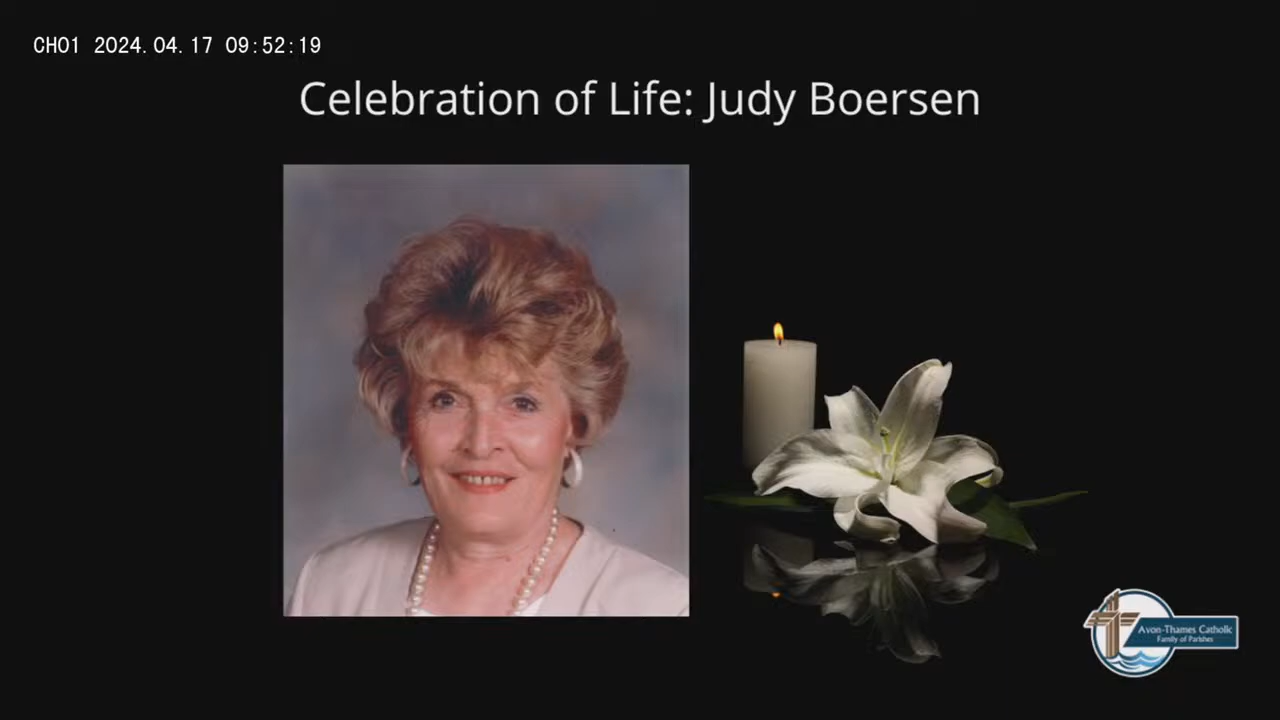 CH01 2024.04.17 09:52:19
Celebration of Life: Judy Boersen
Avon-Thames Catholic
Family of Parishes